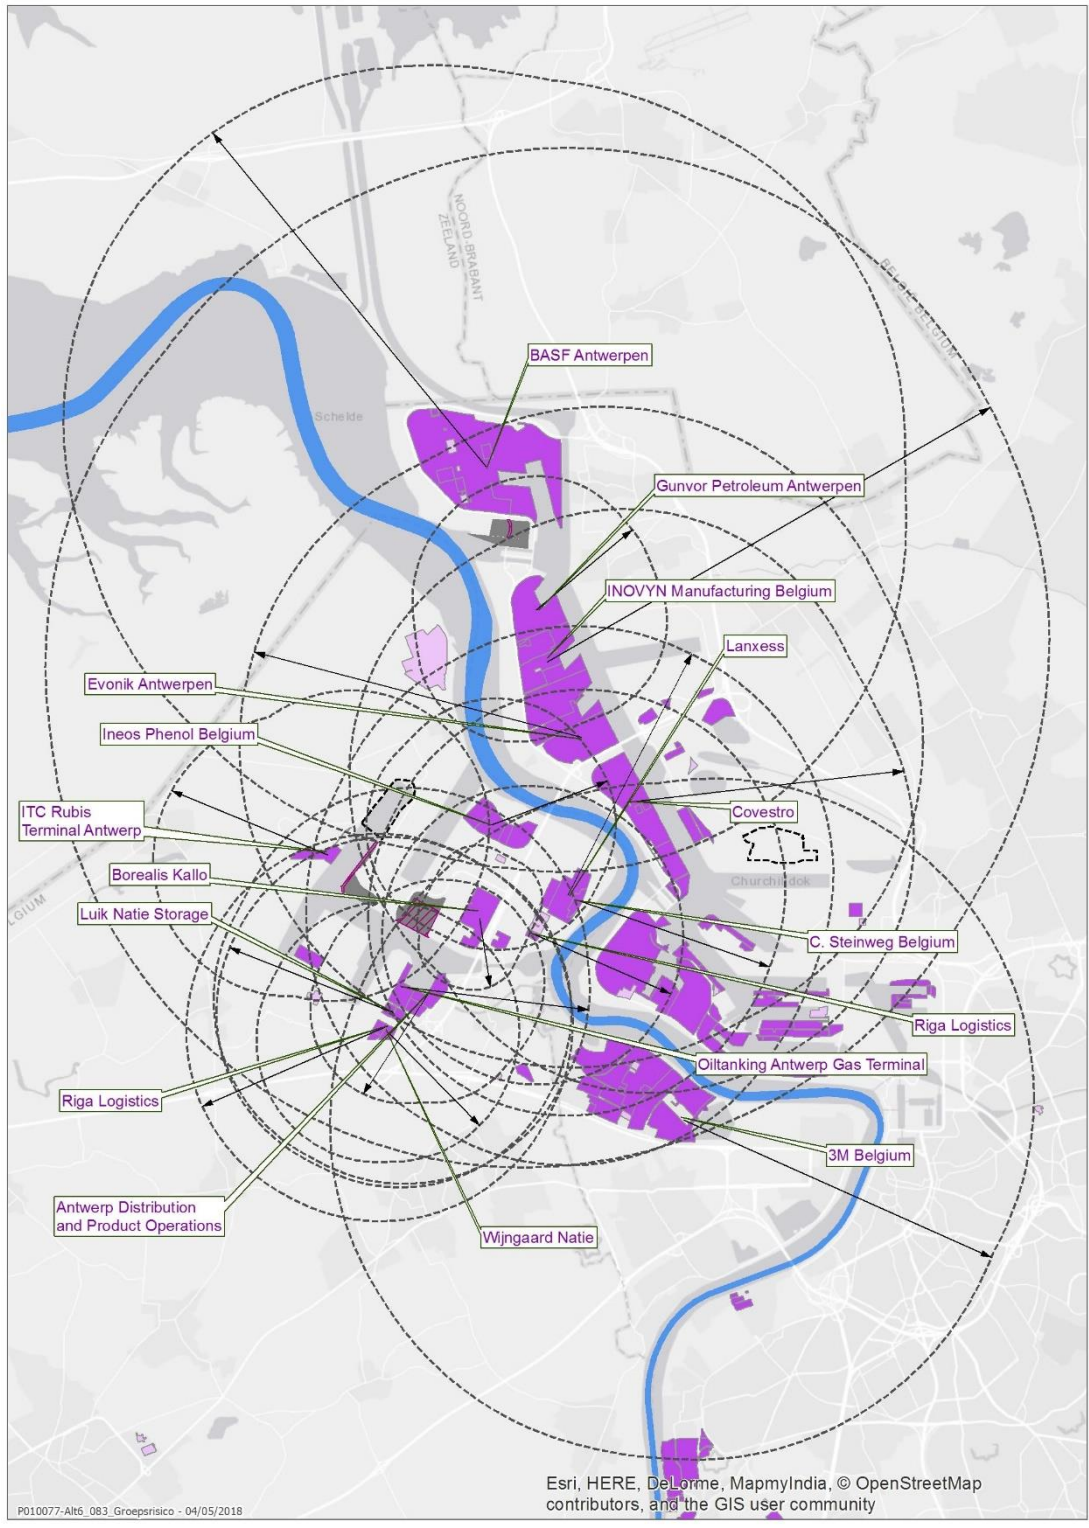 NOORD-BRABANT
ZEELAND
BELGIË-BELGIUM
BASF Antwerpen
Schelde
Gunvor Petroleum Antwerpen
INOVYN Manufacturing Belgium
Lanxess
Evonik Antwerpen
Ineos Phenol Belgium
ITC Rubis
Terminal Antwerp
Covestro
Borealis Kallo
Churchilldok
LGIUM
Luik Natie Storage
C. Steinweg Belgium
Riga Logistics
Oiltanking Antwerp Gas Terminal
Riga Logistics
3M Belgium
Antwerp Distribution
and Product Operations
Wijngaard Natie
Esri, HERE, DeLorme, MapmyIndia, © OpenStreetMap
contributors, and the GIS user community
P010077-Alt6_083_Groepsrisico - 04/05/2018